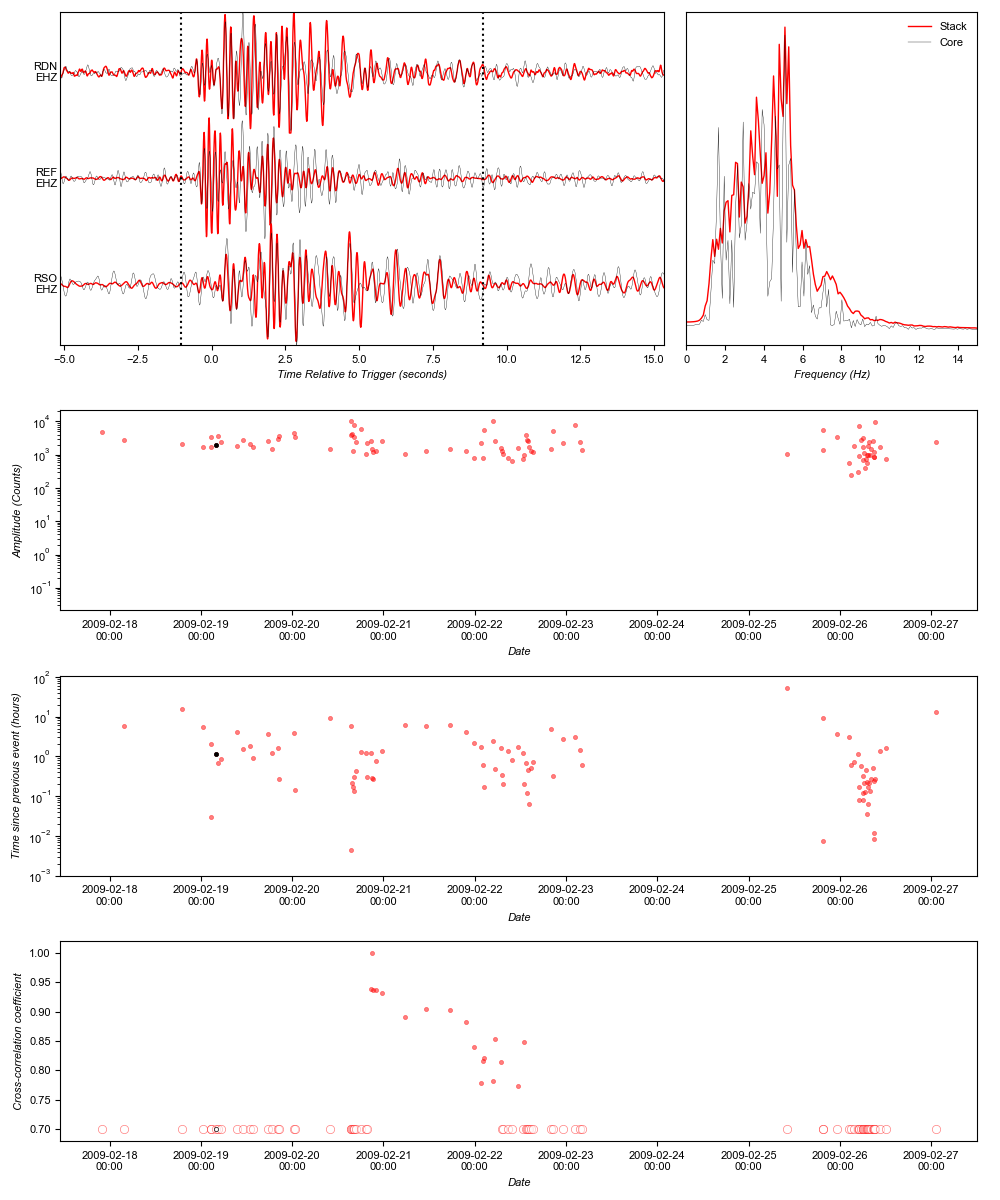 Stack
Core
RDN
EHZ
REF
EHZ
RSO
EHZ
−5.0 −2.5 0.0 2.5 5.0 7.5 10.0 12.5 15.0
Time Relative to Trigger (seconds)
0 2 4 6 8 10 12 14
Frequency (Hz)
10⁴
10³
10²
10¹
10⁰
10⁻¹
Amplitude (Counts)
2009-02-18 2009-02-19 2009-02-20 2009-02-21 2009-02-22 2009-02-23 2009-02-24 2009-02-25 2009-02-26 2009-02-27
00:00 00:00 00:00 00:00 00:00 00:00 00:00 00:00 00:00 00:00
Date
10²
10¹
10⁰
10⁻¹
10⁻²
10⁻³
Time since previous event (hours)
2009-02-18 2009-02-19 2009-02-20 2009-02-21 2009-02-22 2009-02-23 2009-02-24 2009-02-25 2009-02-26 2009-02-27
00:00 00:00 00:00 00:00 00:00 00:00 00:00 00:00 00:00 00:00
Date
1.00
0.95
0.90
0.85
0.80
0.75
0.70
Cross-correlation coefficient
2009-02-18 2009-02-19 2009-02-20 2009-02-21 2009-02-22 2009-02-23 2009-02-24 2009-02-25 2009-02-26 2009-02-27
00:00 00:00 00:00 00:00 00:00 00:00 00:00 00:00 00:00 00:00
Date